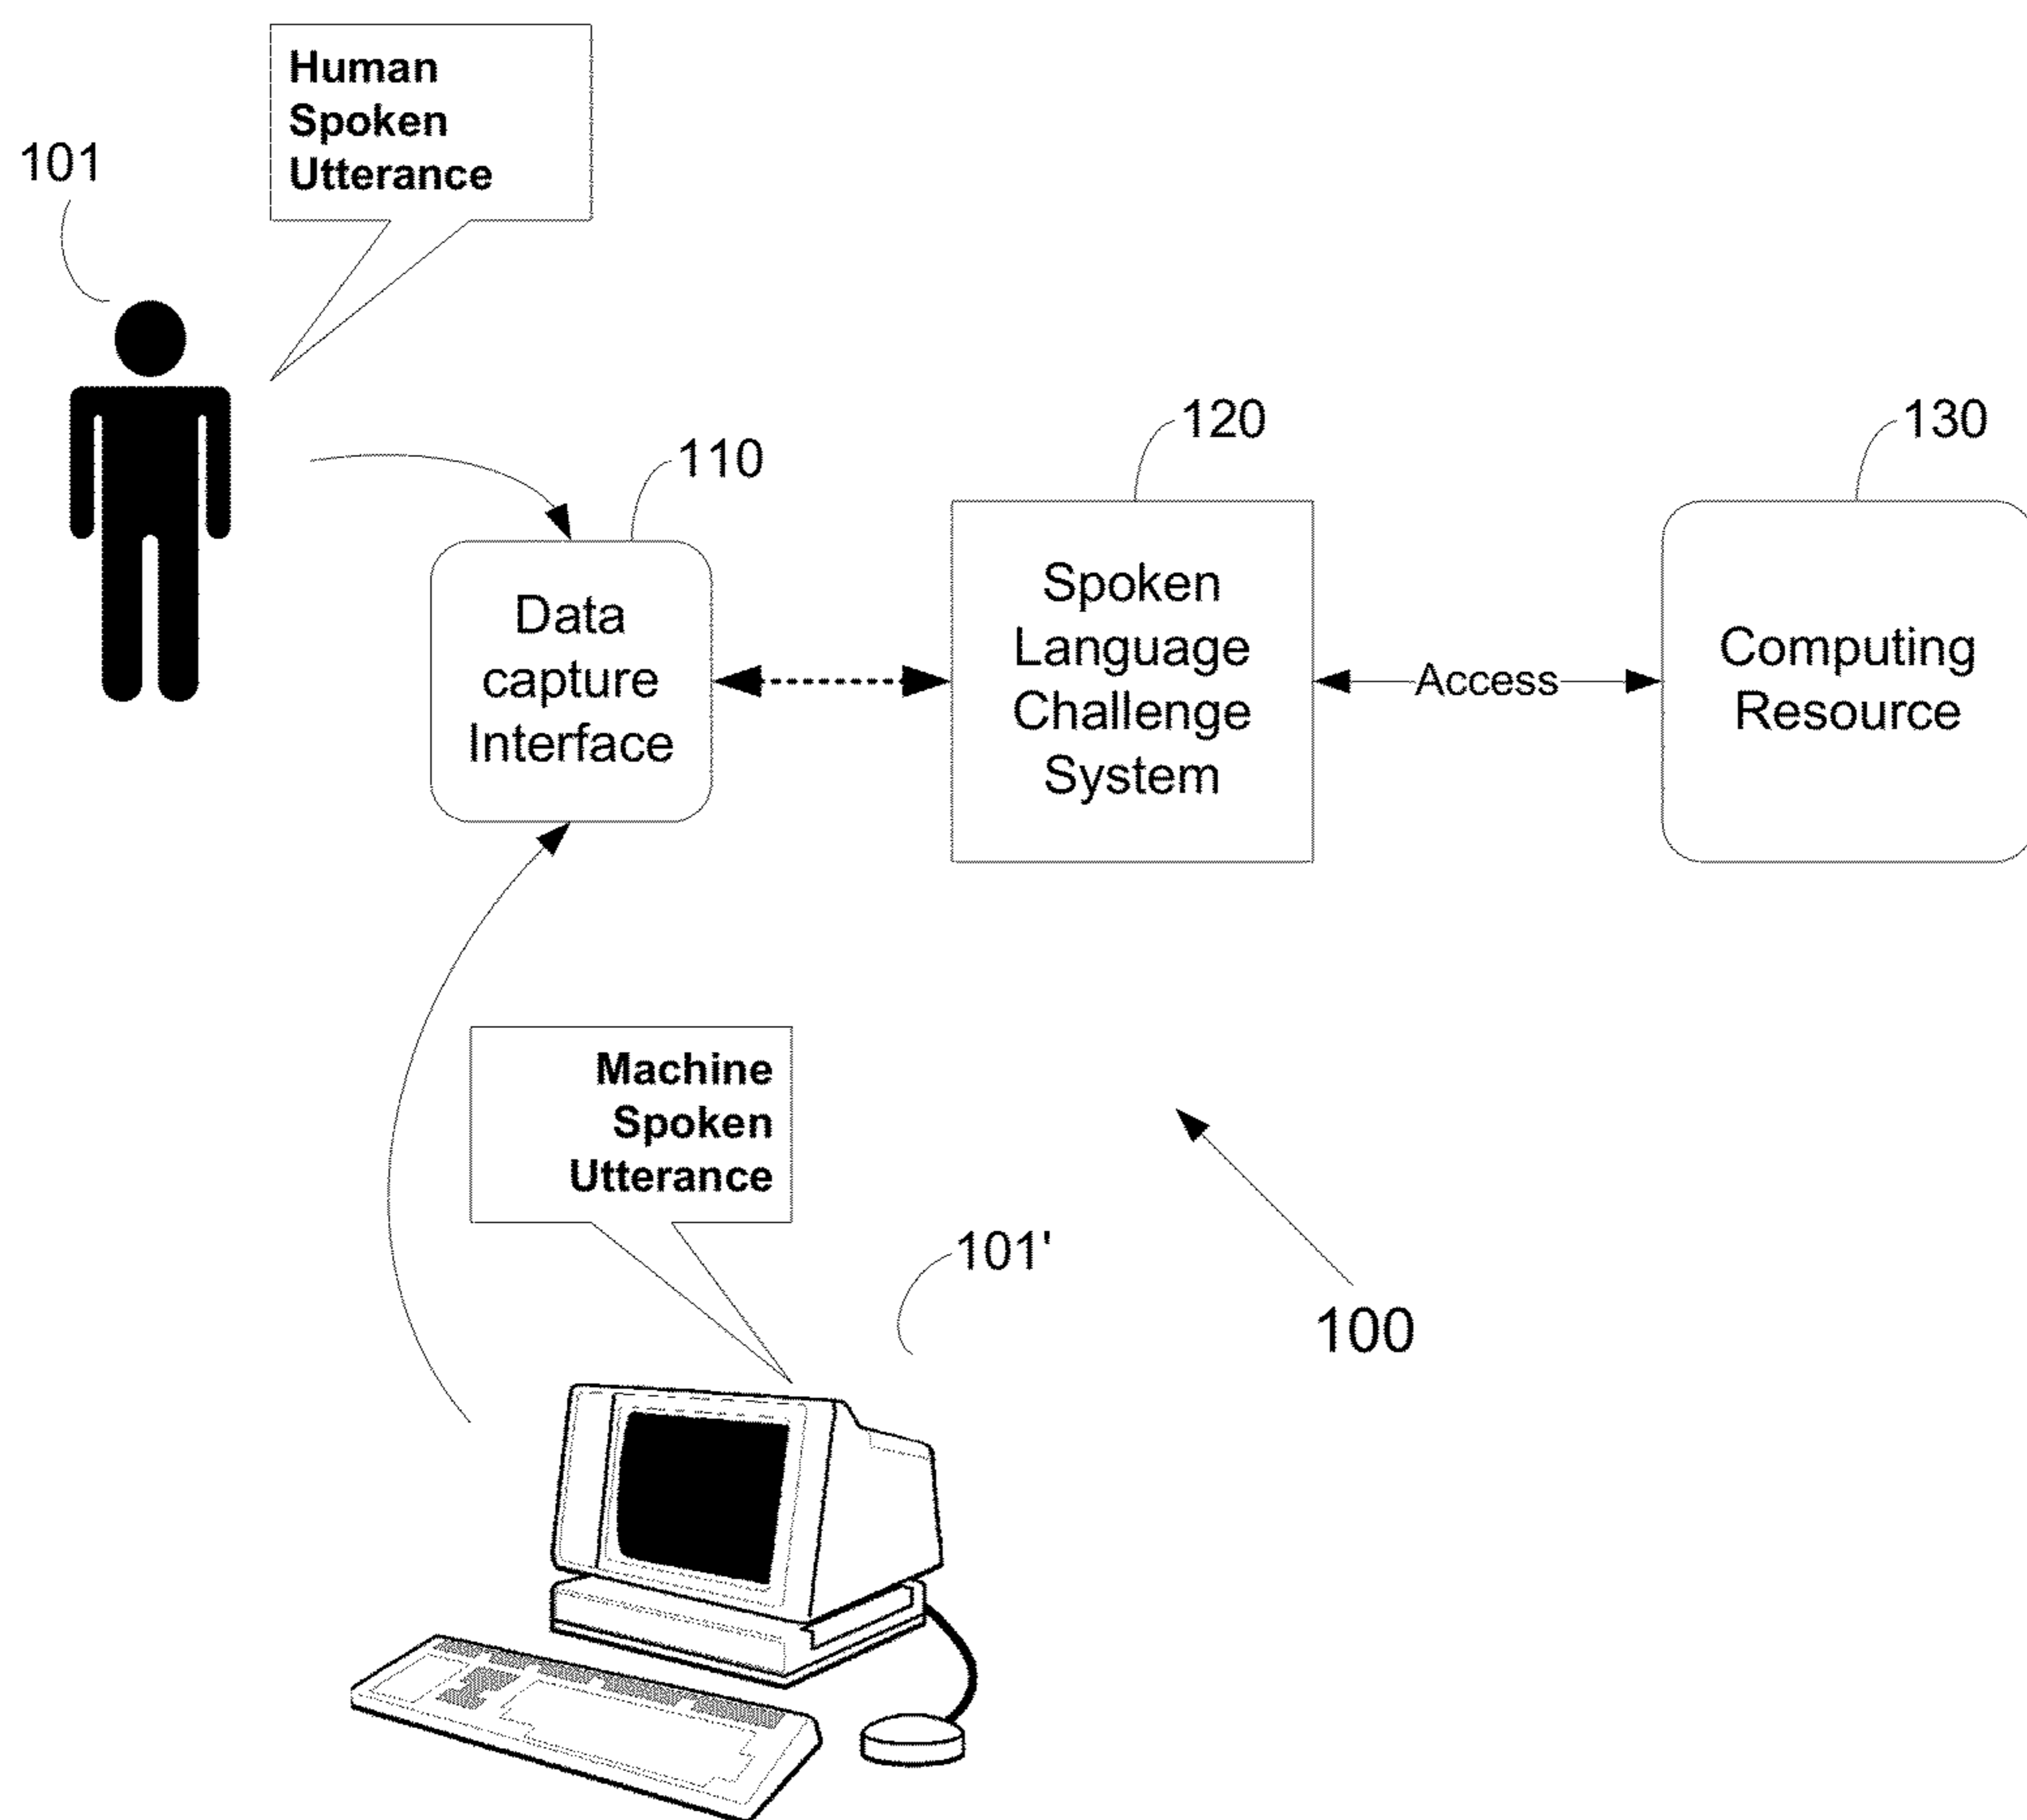 Human
Spoken
Utterance
101
110
120
130
Data
capture
Interface
Spoken
Language
Challenge
System
Access
Computing
Resource
Machine
Spoken
Utterance
101'
100